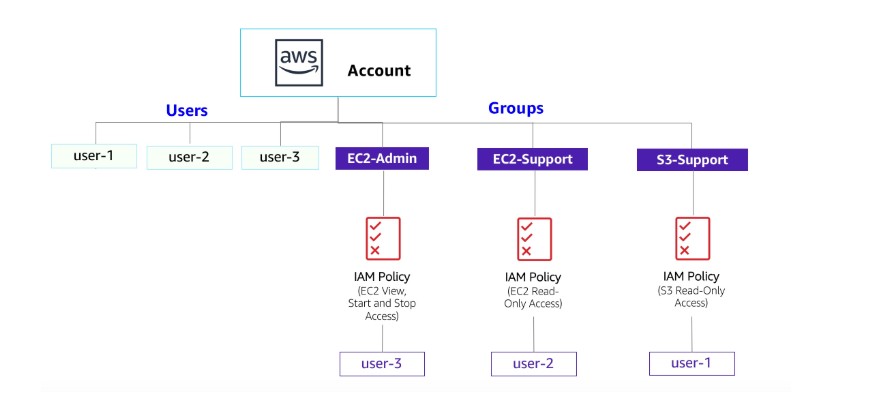 aws
Account
Users
Groups
user-1
user-2
user-3
EC2-Admin
EC2-Support
S3-Support
IAM Policy
(EC2 View,
Start and Stop
Access)
IAM Policy
(EC2 Read-
Only Access)
IAM Policy
(S3 Read-Only
Access)
user-3
user-2
user-1